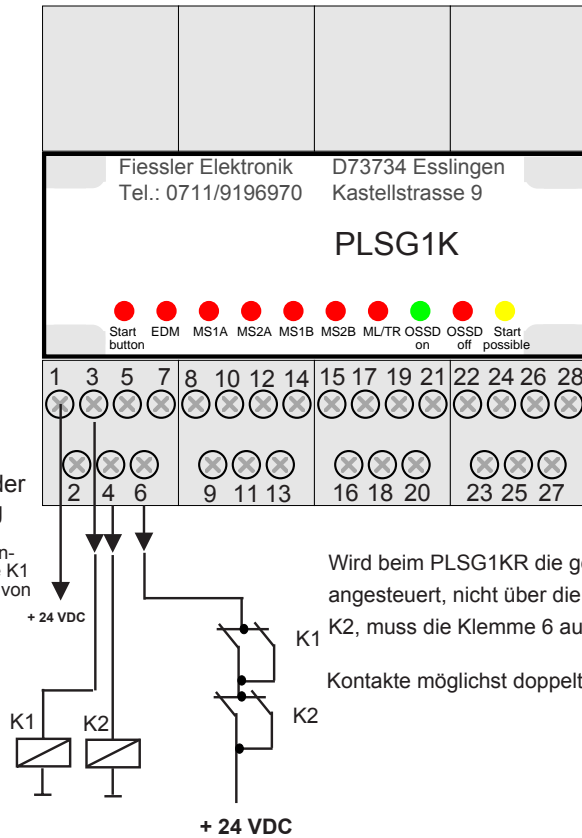 Fiessler Elektronik D73734 Esslingen
Tel.: 0711/9196970 Kastellstrasse 9
PLSG1K
Start button EDM MS1A MS2A MS1B MS2B ML/TR OSSD on OSSD off Start possible
1 3 5 7 8 10 12 14 15 17 19 21 22 24 26 28
2 4 6 9 11 13 16 18 20 23 25 27
der
g
n-
e K1
von
+ 24 VDC
Wird beim PLSG1KR die g
angesteuert, nicht über die
K1
K2, muss die Klemme 6 au
Kontakte möglichst doppelt
K2
K1 K2
+ 24 VDC